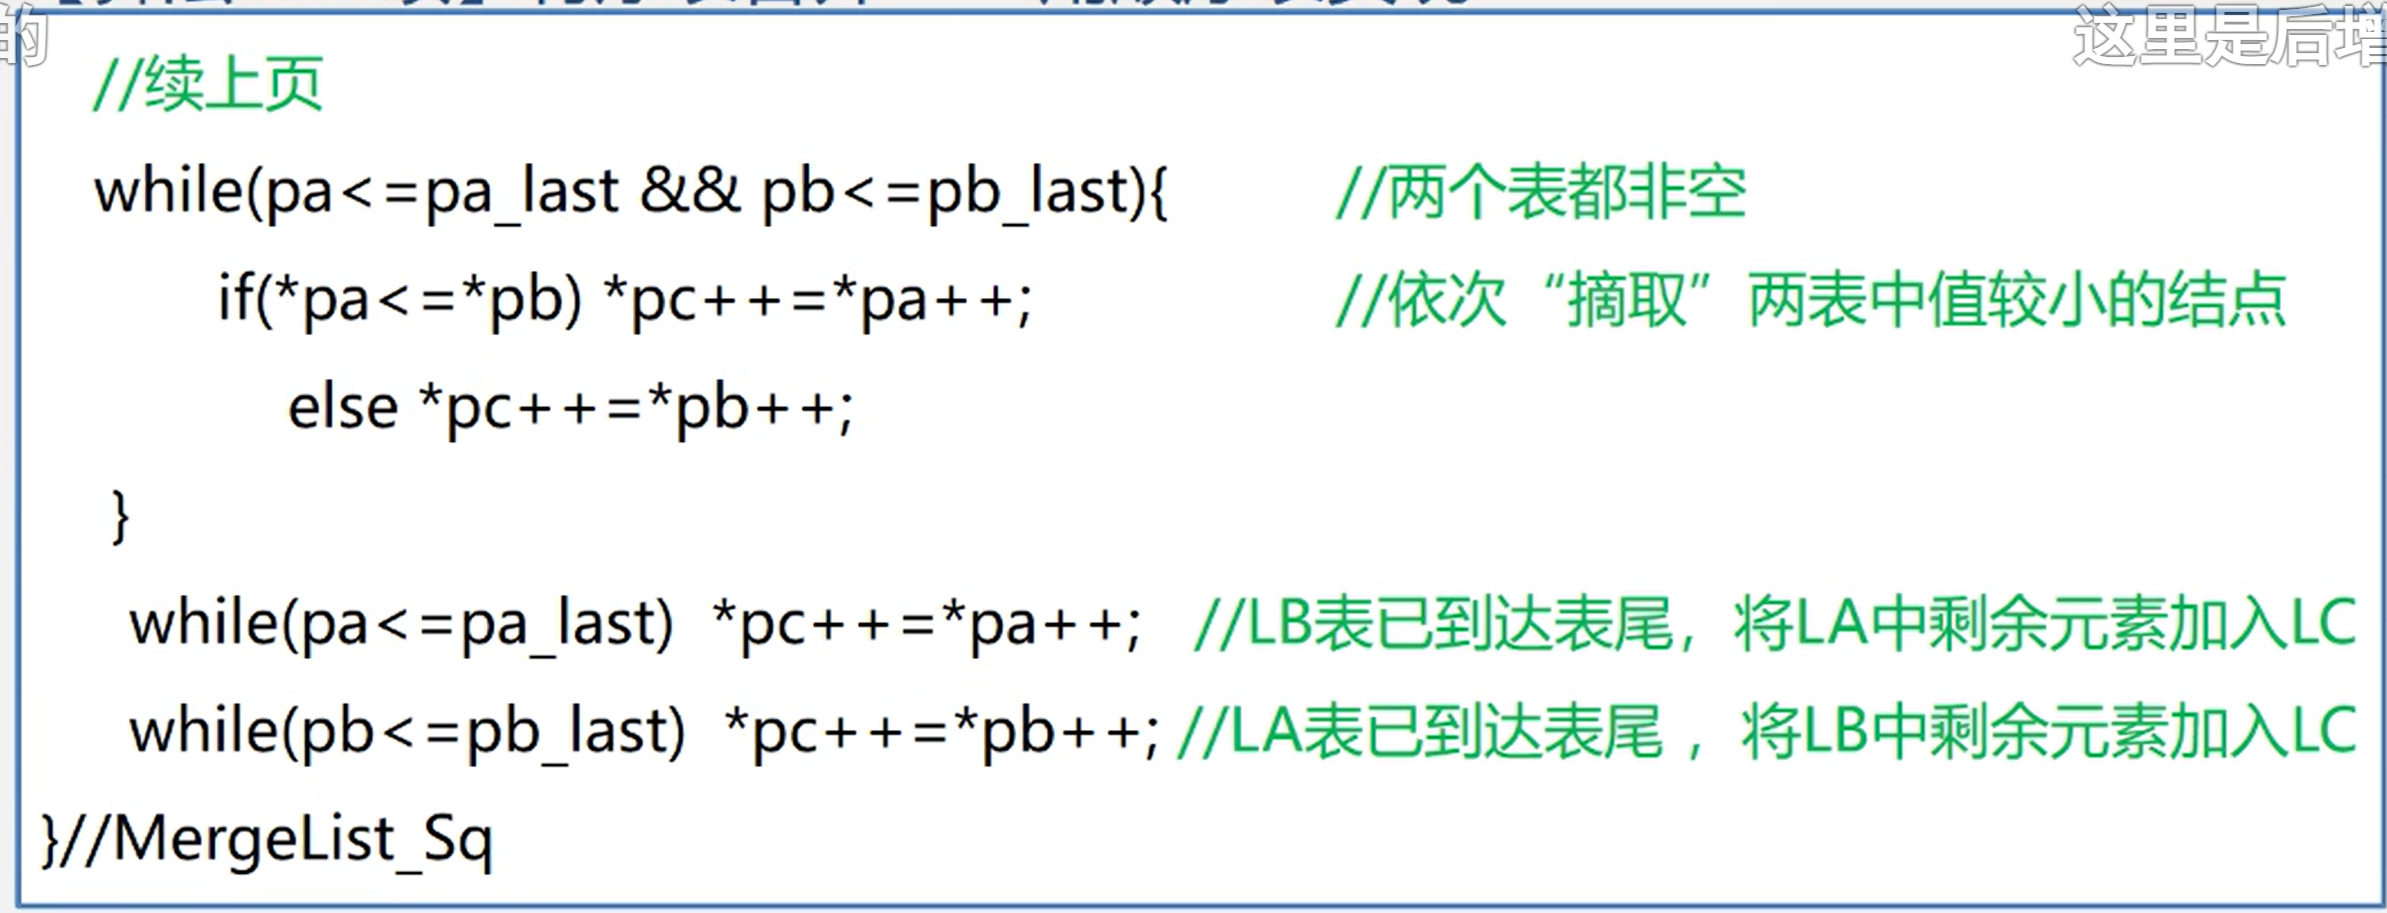 的
这里是后增
//续上页
while(pa<=pa_last && pb<=pb_last){ //两个表都非空
if(*pa<=*pb) *pc++=*pa++; //依次“摘取”两表中值较小的结点
else *pc++=*pb++;
}
while(pa<=pa_last) *pc++=*pa++; //LB表已到达表尾，将LA中剩余元素加入LC
while(pb<=pb_last) *pc++=*pb++; //LA表已到达表尾，将LB中剩余元素加入LC
}//MergeList_Sq